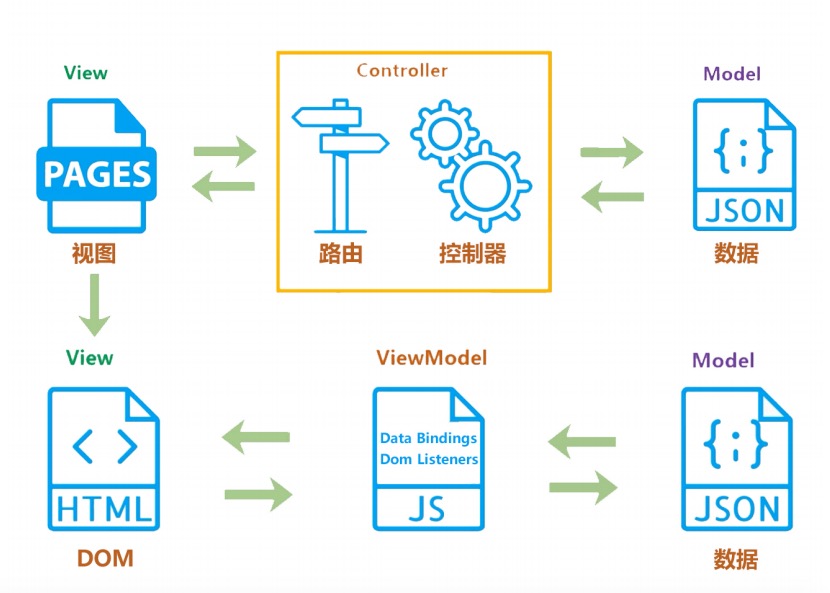 View
Controller
Model
PAGES
JSON
视图
路由
控制器
数据
View
ViewModel
Model
Data Bindings
Dom Listeners
HTML
JS
JSON
DOM
数据